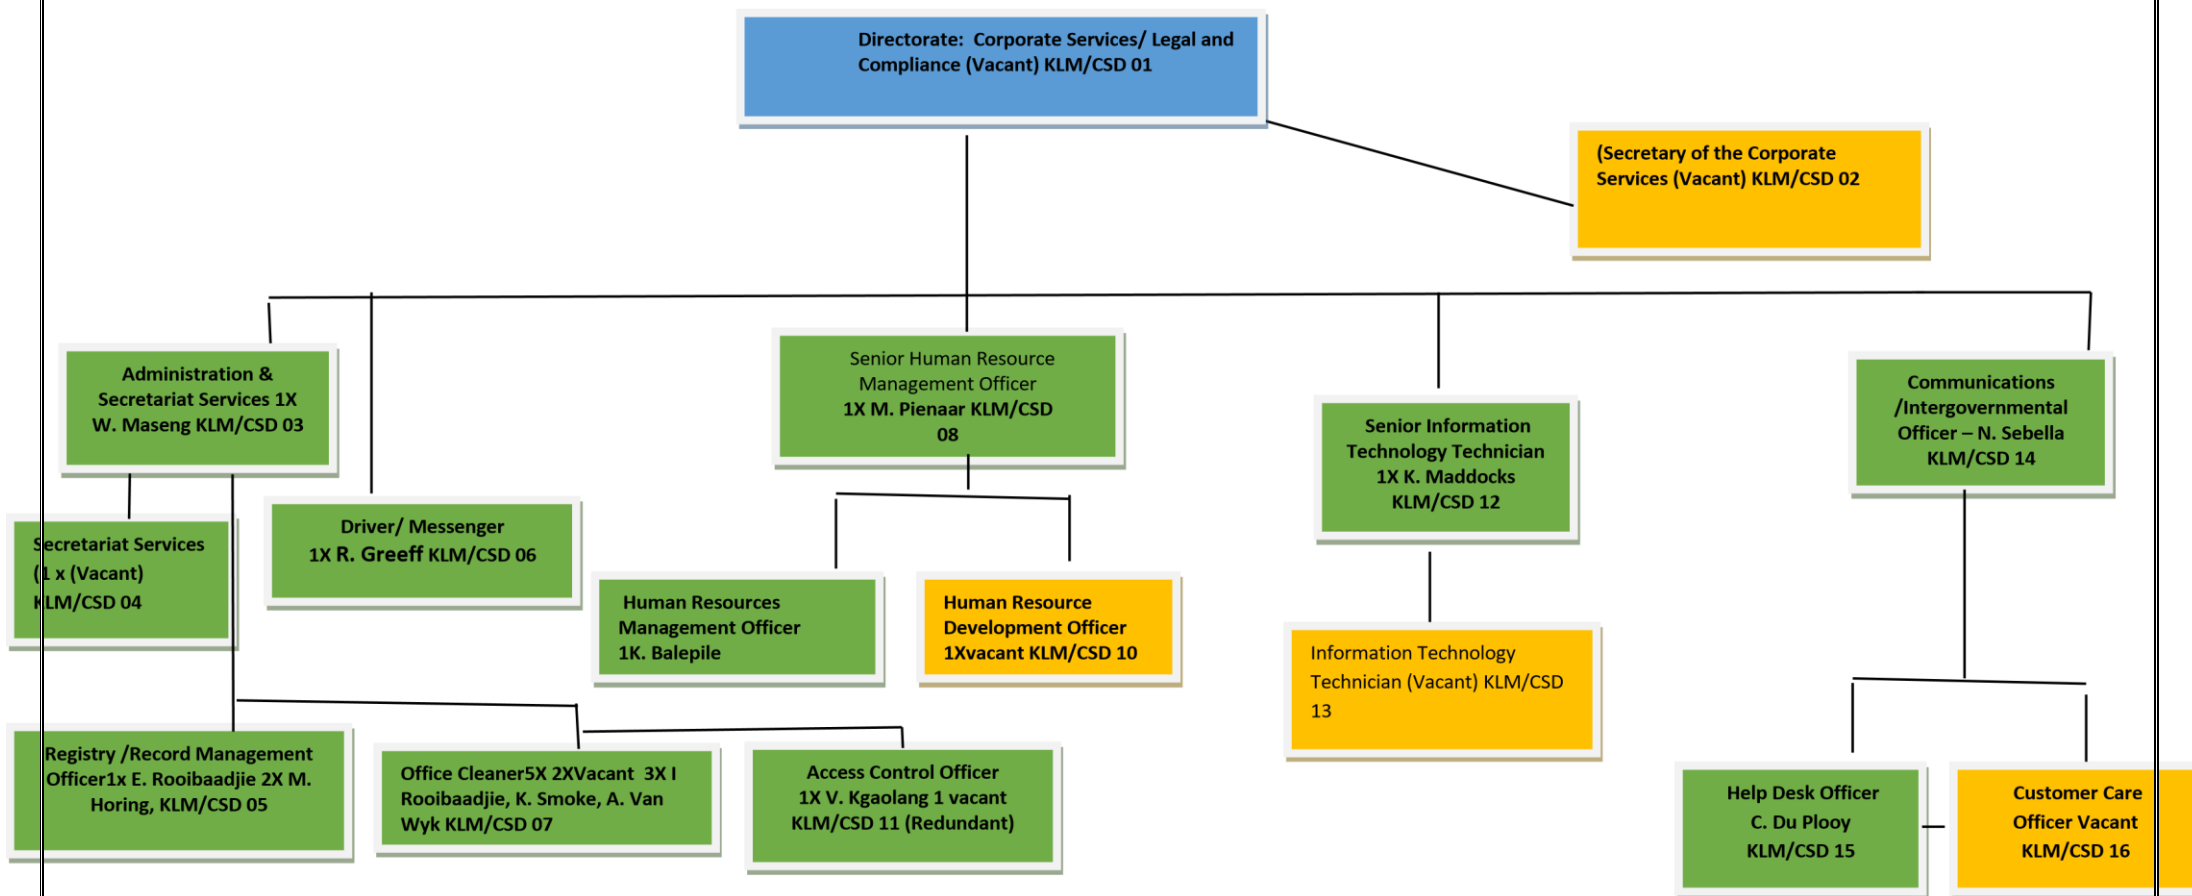 Directorate:  Corporate Services/ Legal and
Compliance (Vacant) KLM/CSD 01
(Secretary of the Corporate
Services (Vacant) KLM/CSD 02
Administration &
Secretariat Services 1X
W. Maseng KLM/CSD 03
Senior Human Resource
Management Officer
1X M. Pienaar KLM/CSD
08
Senior Information
Technology Technician
1X K. Maddocks
KLM/CSD 12
Communications
/Intergovernmental
Officer – N. Sebella
KLM/CSD 14
Secretariat Services
(1 x (Vacant)
KLM/CSD 04
Driver/ Messenger
1X R. Greeff KLM/CSD 06
Human Resources
Management Officer
1K. Balepile
Human Resource
Development Officer
1Xvacant KLM/CSD 10
Information Technology
Technician (Vacant) KLM/CSD
13
Registry /Record Management
Officer1x E. Rooibaadjie 2X M.
Horing, KLM/CSD 05
Office Cleaner5X 2XVacant  3X I
Rooibaadjie, K. Smoke, A. Van
Wyk KLM/CSD 07
Access Control Officer
1X V. Kgaolang 1 vacant
KLM/CSD 11 (Redundant)
Help Desk Officer
C. Du Plooy
KLM/CSD 15
Customer Care
Officer Vacant
KLM/CSD 16